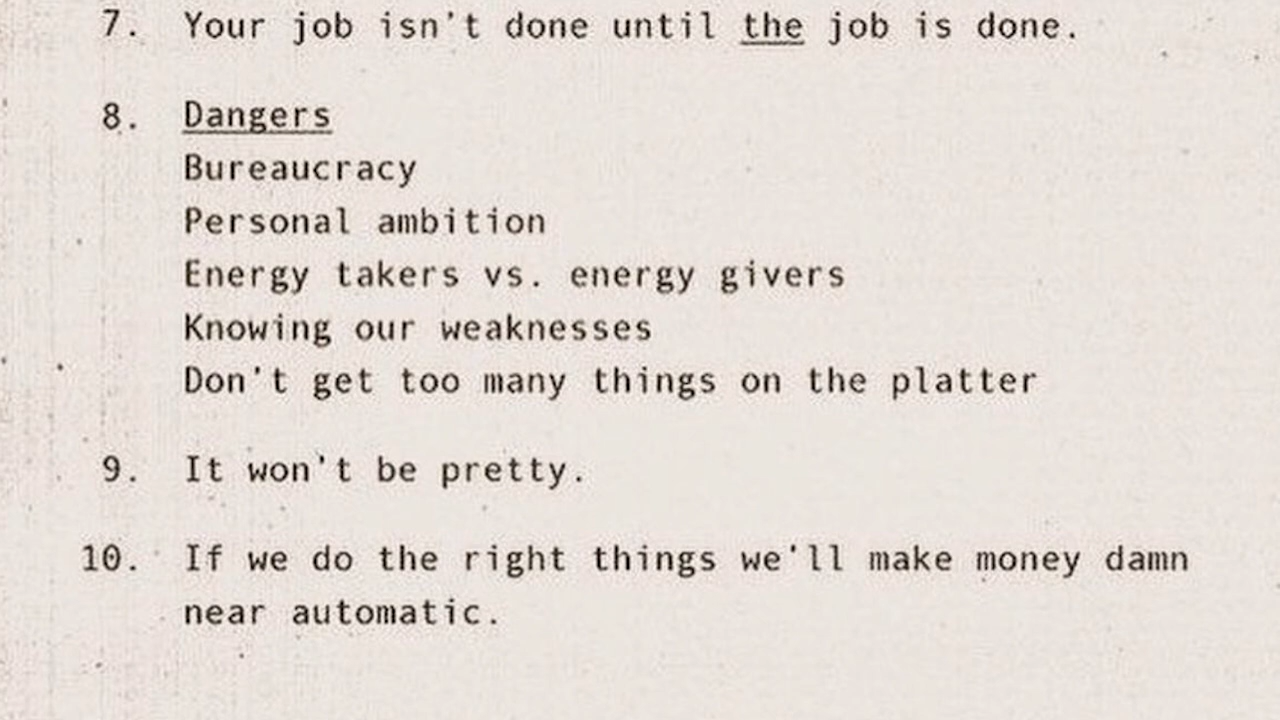 7. Your job isn't done until the job is done.
8. Dangers
Bureaucracy
Personal ambition
Energy takers vs. energy givers
Knowing our weaknesses
Don't get too many things on the platter
9. It won't be pretty.
10. If we do the right things we'll make money damn
near automatic.